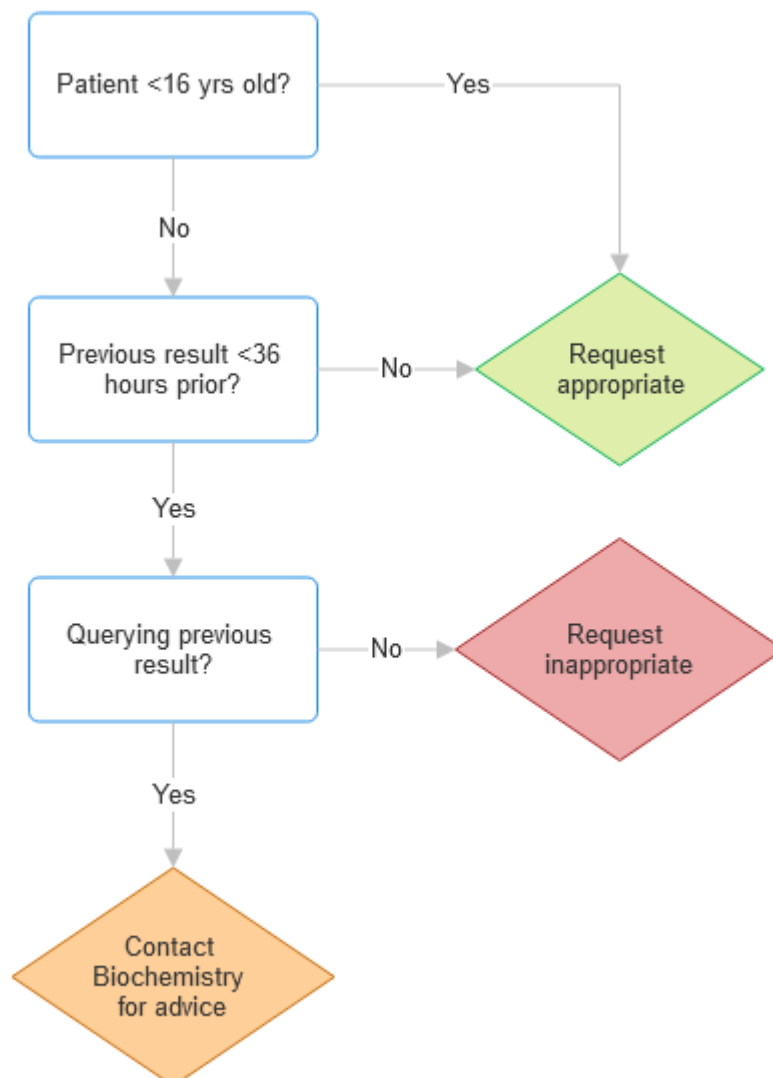 Patient <16 yrs old?
Yes
No
Previous result <36
hours prior?
No
Request
appropriate
Yes
Querying previous
result?
No
Request
inappropriate
Yes
Contact
Biochemistry
for advice